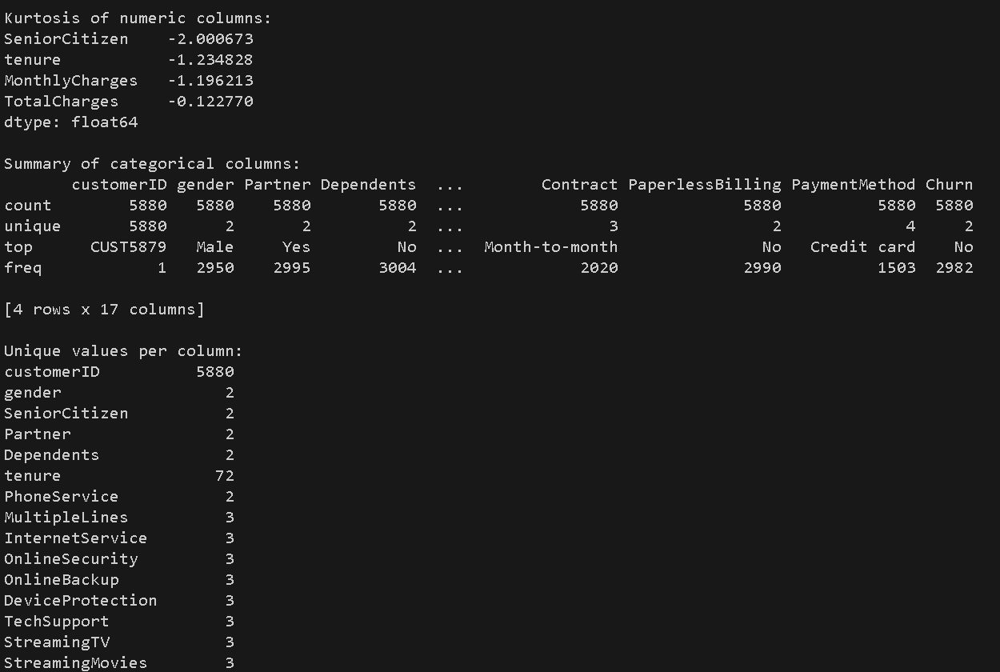 Kurtosis of numeric columns:
SeniorCitizen    -2.000673
tenure           -1.234828
MonthlyCharges   -1.196213
TotalCharges     -0.122770
dtype: float64

Summary of categorical columns:
       customerID gender Partner Dependents  ...        Contract PaperlessBilling PaymentMethod Churn
count        5880   5880    5880       5880  ...            5880             5880          5880  5880
unique       5880      2       2          2  ...               3                2             4     2
top      CUST5879   Male     Yes         No  ...  Month-to-month               No   Credit card    No
freq            1   2950    2995       3004  ...            2020             2990          1503  2982

[4 rows x 17 columns]

Unique values per column:
customerID          5880
gender                 2
SeniorCitizen          2
Partner                2
Dependents             2
tenure                72
PhoneService           2
MultipleLines          3
InternetService        3
OnlineSecurity         3
OnlineBackup           3
DeviceProtection       3
TechSupport            3
StreamingTV            3
StreamingMovies        3